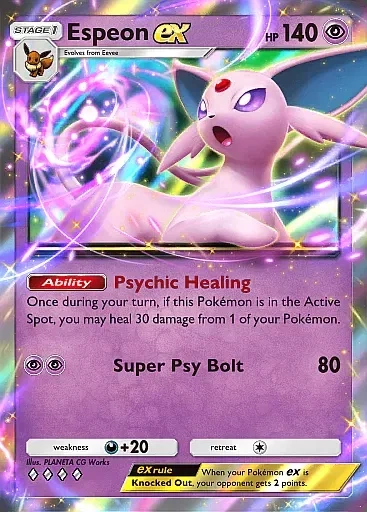 STAGE 1 Espeon ex HP 140
Evolves from Eevee
Ability Psychic Healing
Once during your turn, if this Pokémon is in the Active
Spot, you may heal 30 damage from 1 of your Pokémon.
Super Psy Bolt 80
weakness +20 retreat
Illus. PLANETA CG Works
ex rule When your Pokémon ex is
Knocked Out, your opponent gets 2 points.